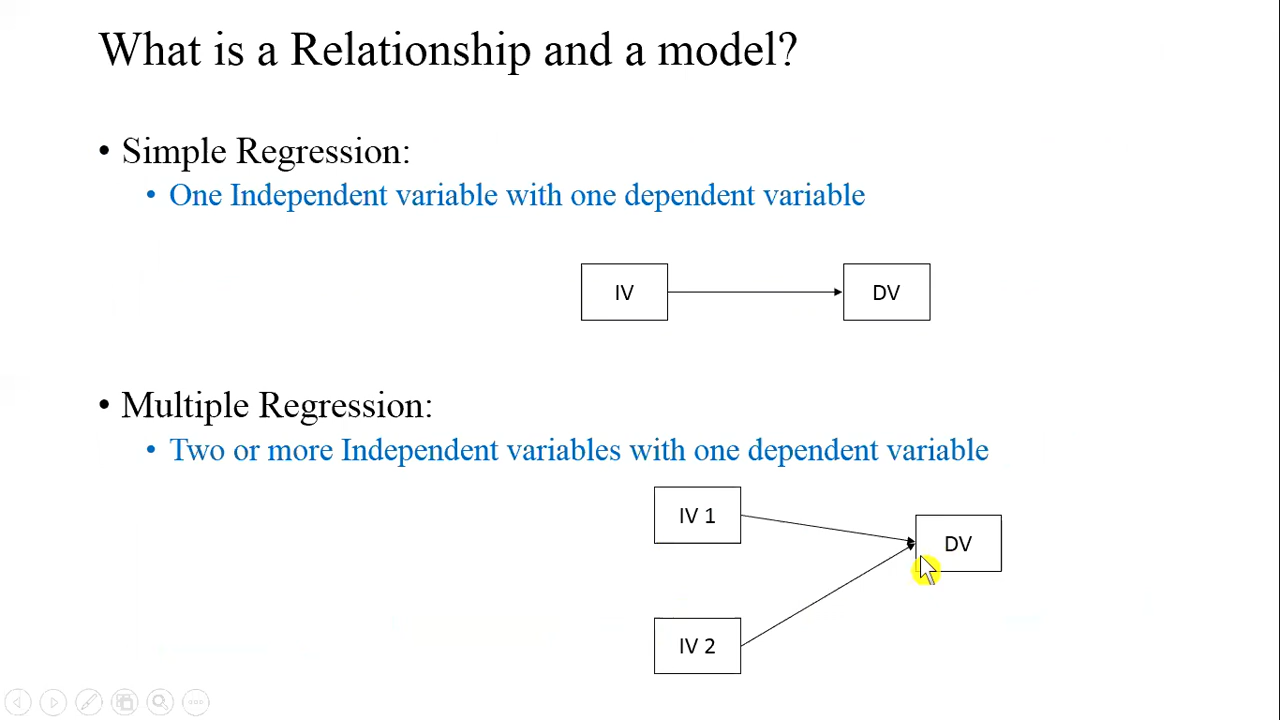 What is a Relationship and a model?
• Simple Regression:
• One Independent variable with one dependent variable
IV
DV
• Multiple Regression:
• Two or more Independent variables with one dependent variable
IV 1
DV
IV 2